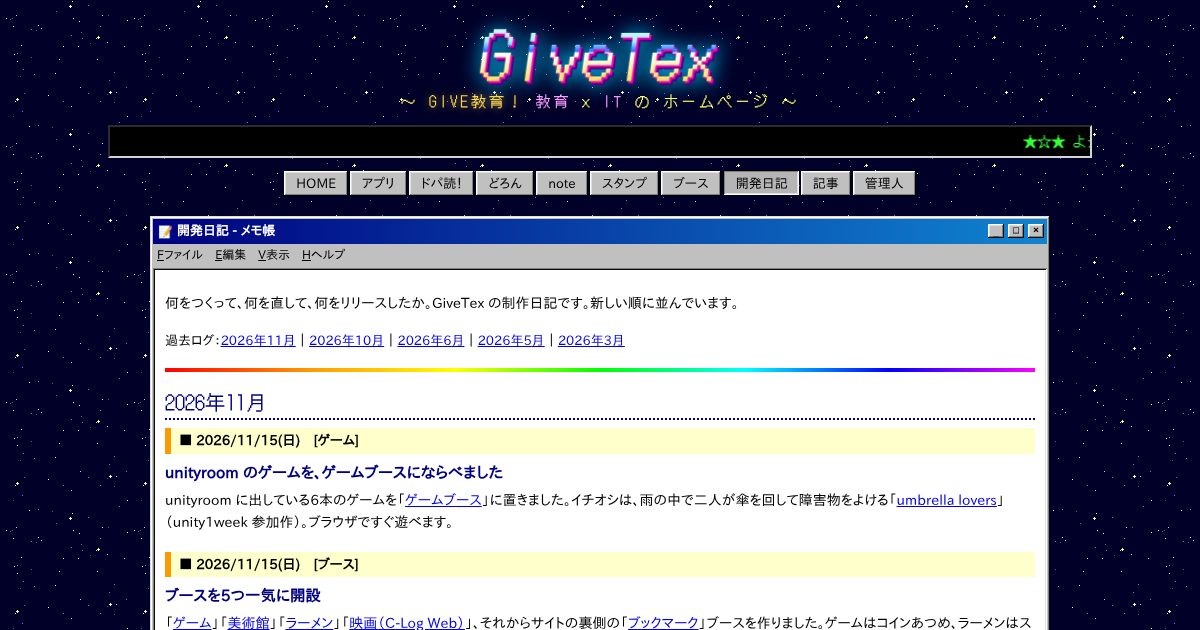 GiveTex
～ GIVE教育！ 教育 x IT の ホームページ ～
★☆★ よ
HOME アプリ ドパ読! どろん note スタンプ ブース 開発日記 記事 管理人
開発日記 - メモ帳
Fファイル E編集 V表示 Hヘルプ
何をつくって、何を直して、何をリリースしたか。GiveTex の制作日記です。新しい順に並んでいます。
過去ログ：2026年11月 | 2026年10月 | 2026年6月 | 2026年5月 | 2026年3月
2026年11月
■ 2026/11/15(日) [ゲーム]
unityroom のゲームを、ゲームブースにならべました
unityroom に出している6本のゲームを「ゲームブース」に置きました。イチオシは、雨の中で二人が傘を回して障害物をよける「umbrella lovers」
（unity1week 参加作）。ブラウザですぐ遊べます。
■ 2026/11/15(日) [ブース]
ブースを5つ一気に開設
「ゲーム」「美術館」「ラーメン」「映画（C-Log Web）」、それからサイトの裏側の「ブックマーク」ブースを作りました。ゲームはコインあつめ、ラーメンはス